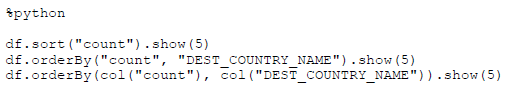 %python
df.sort("count").show(5)
df.orderBy("count", "DEST_COUNTRY_NAME").show(5)
df.orderBy(col("count"), col("DEST_COUNTRY_NAME")).show(5)